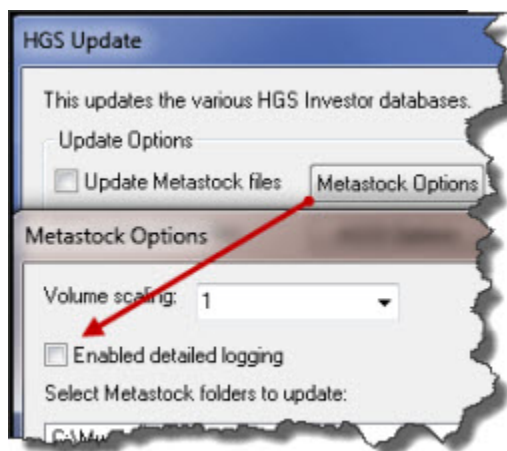 HGS Update
This updates the various HGS Investor databases.
Update Options
Update Metastock files Metastock Options
Metastock Options
Volume scaling: 1
Enabled detailed logging
Select Metastock folders to update: